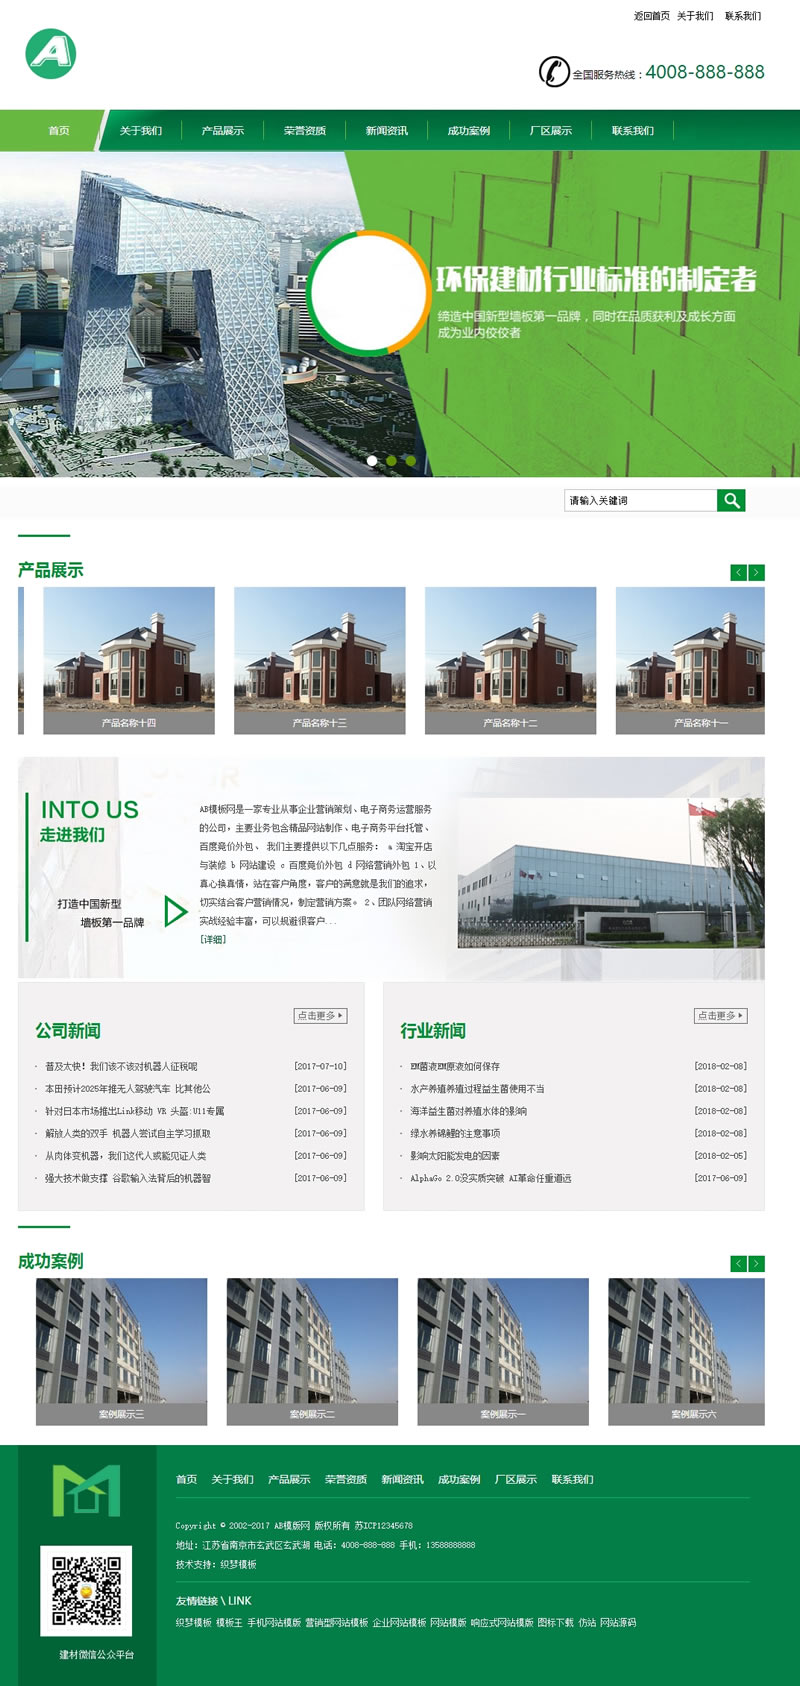 返回首页 关于我们 联系我们
全国服务热线：4008-888-888
首页 关于我们 产品展示 荣誉资质 新闻资讯 成功案例 厂区展示 联系我们
环保建材行业标准的制定者
缔造中国新型墙板第一品牌，同时在品质获利及成长方面
成为业内佼佼者
请输入关键词
产品展示
产品名称十四 产品名称十三 产品名称十二 产品名称十一
INTO US
走进我们
打造中国新型
墙板第一品牌
AB模板网是一家专业从事企业营销策划、电子商务运营服务
的公司，主要业务包含精品网站制作、电子商务平台托管、
百度竞价外包、 我们主要提供以下几点服务： a 淘宝开店
与装修 b 网站建设 c 百度竞价外包 d 网络营销外包 1、以
真心换真情，站在客户角度，客户的满意就是我们的追求，
切实结合客户营销情况，制定营销方案。 2、团队网络营销
实战经验丰富，可以规避很客户...
[详细]
点击更多
公司新闻
普及太快！我们该不该对机器人征税呢 [2017-07-10]
本田预计2025年推无人驾驶汽车 比其他公 [2017-06-09]
针对日本市场推出Link移动 VR 头盔:U11专属 [2017-06-09]
解放人类的双手 机器人尝试自主学习抓取 [2017-06-09]
从肉体变机器，我们这代人或能见证人类 [2017-06-09]
强大技术做支撑 谷歌输入法背后的机器智 [2017-06-09]
点击更多
行业新闻
EM菌液EM原液如何保存 [2018-02-08]
水产养殖养殖过程益生菌使用不当 [2018-02-08]
海洋益生菌对养殖水体的影响 [2018-02-08]
绿水养锦鲤的注意事项 [2018-02-08]
影响太阳能发电的因素 [2018-02-05]
AlphaGo 2.0没实质突破 AI革命任重道远 [2017-06-09]
成功案例
案例展示三 案例展示二 案例展示一 案例展示六
首页 关于我们 产品展示 荣誉资质 新闻资讯 成功案例 厂区展示 联系我们
Copyright © 2002-2017 AB模版网 版权所有 苏ICP12345678
地址：江苏省南京市玄武区玄武湖 电话：4008-888-888 手机：13588888888
技术支持：织梦模板
友情链接 \ LINK
织梦模板 模板王 手机网站模版 营销型网站模板 企业网站模板 网站模版 响应式网站模版 图标下载 仿站 网站源码
建材微信公众平台